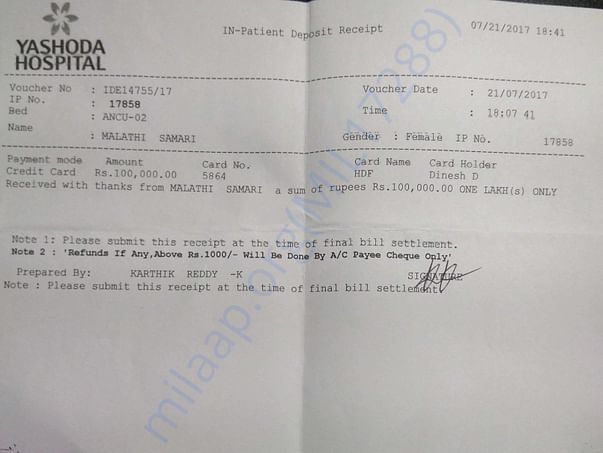 YASHODA
HOSPITAL
IN-Patient Deposit Receipt
07/21/2017 18:41
Voucher No : IDE14755/17
Voucher Date : 21/07/2017
IP No. : 17858
Time : 18:07 41
Bed : ANCU-02
Name : MALATHI SAMARI
Gender : Female IP No. 17858
Payment mode Amount Card No. Card Name Card Holder
Credit Card Rs.100,000.00 5864 HDF Dinesh D
Received with thanks from MALATHI SAMARI a sum of rupees Rs.100,000.00 ONE LAKH(s) ONLY
Note 1: Please submit this receipt at the time of final bill settlement.
Note 2 : 'Refunds If Any,Above Rs.1000/- Will Be Done By A/C Payee Cheque Only'
Prepared By: KARTHIK REDDY -K
SIGNATURE
Note : Please submit this receipt at the time of final bill settlement